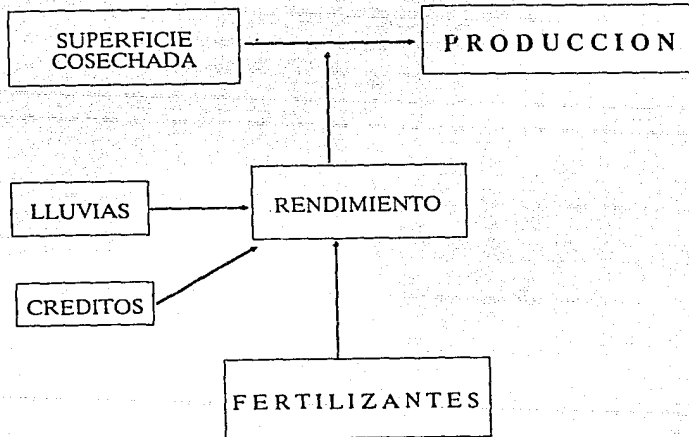 SUPERFICIE
COSECHADA
PRODUCCION
LLUVIAS
RENDIMIENTO
CREDITOS
FERTILIZANTES